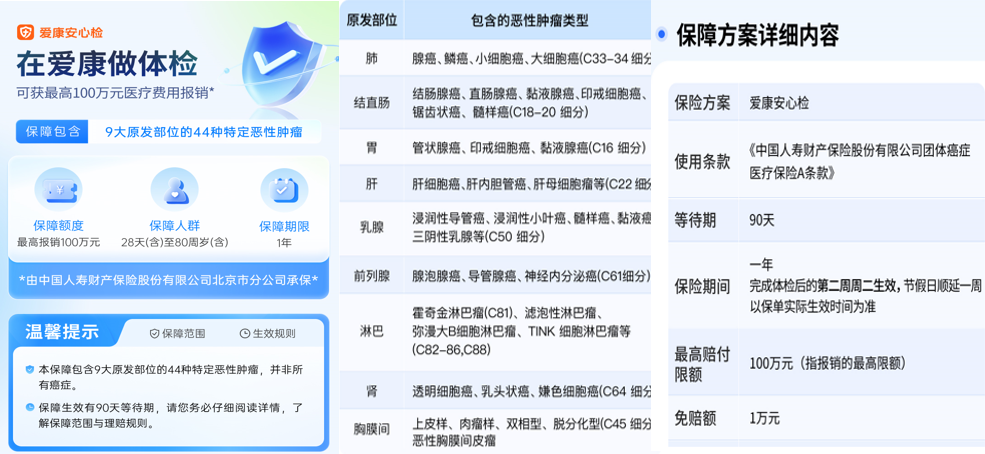 爱康安心检
在爱康做体检
可获最高100万元医疗费用报销*
保障包含 9大原发部位的44种特定恶性肿瘤
保障额度
最高报销100万元
保障人群
28天(含)至80周岁(含)
保障期限
1年
*由中国人寿财产保险股份有限公司北京市分公司承保*
温馨提示 保障范围 生效规则
本保障包含9大原发部位的44种特定恶性肿瘤，并非所
有癌症。
保障生效有90天等待期，请您务必仔细阅读详情，了
解保障范围与理赔规则。
原发部位 包含的恶性肿瘤类型
肺 腺癌、鳞癌、小细胞癌、大细胞癌(C33-34 细分
结直肠 结肠腺癌、直肠腺癌、黏液腺癌、印戒细胞癌、
锯齿状癌、髓样癌(C18-20 细分)
胃 管状腺癌、印戒细胞癌、黏液腺癌(C16 细分)
肝 肝细胞癌、肝内胆管癌、肝母细胞瘤等(C22 细分
乳腺 浸润性导管癌、浸润性小叶癌、髓样癌、黏液癌
三阴性乳腺等(C50 细分)
前列腺 腺泡腺癌、导管腺癌、神经内分泌癌(C61细分)
淋巴 霍奇金淋巴瘤(C81)、滤泡性淋巴瘤、
弥漫大B细胞淋巴瘤、TINK 细胞淋巴瘤等
(C82-86,C88)
肾 透明细胞癌、乳头状癌、嫌色细胞癌(C64 细分
胸膜间 上皮样、肉瘤样、双相型、脱分化型(C45 细分
恶性胸膜间皮瘤
保障方案详细内容
保险方案 爱康安心检
使用条款 《中国人寿财产保险股份有限公司团体癌症
医疗保险A条款》
等待期 90天
保险期间 一年
完成体检后的第二周周二生效，节假日顺延一周
以保单实际生效时间为准
最高赔付
限额 100万元（指报销的最高限额）
免赔额 1万元